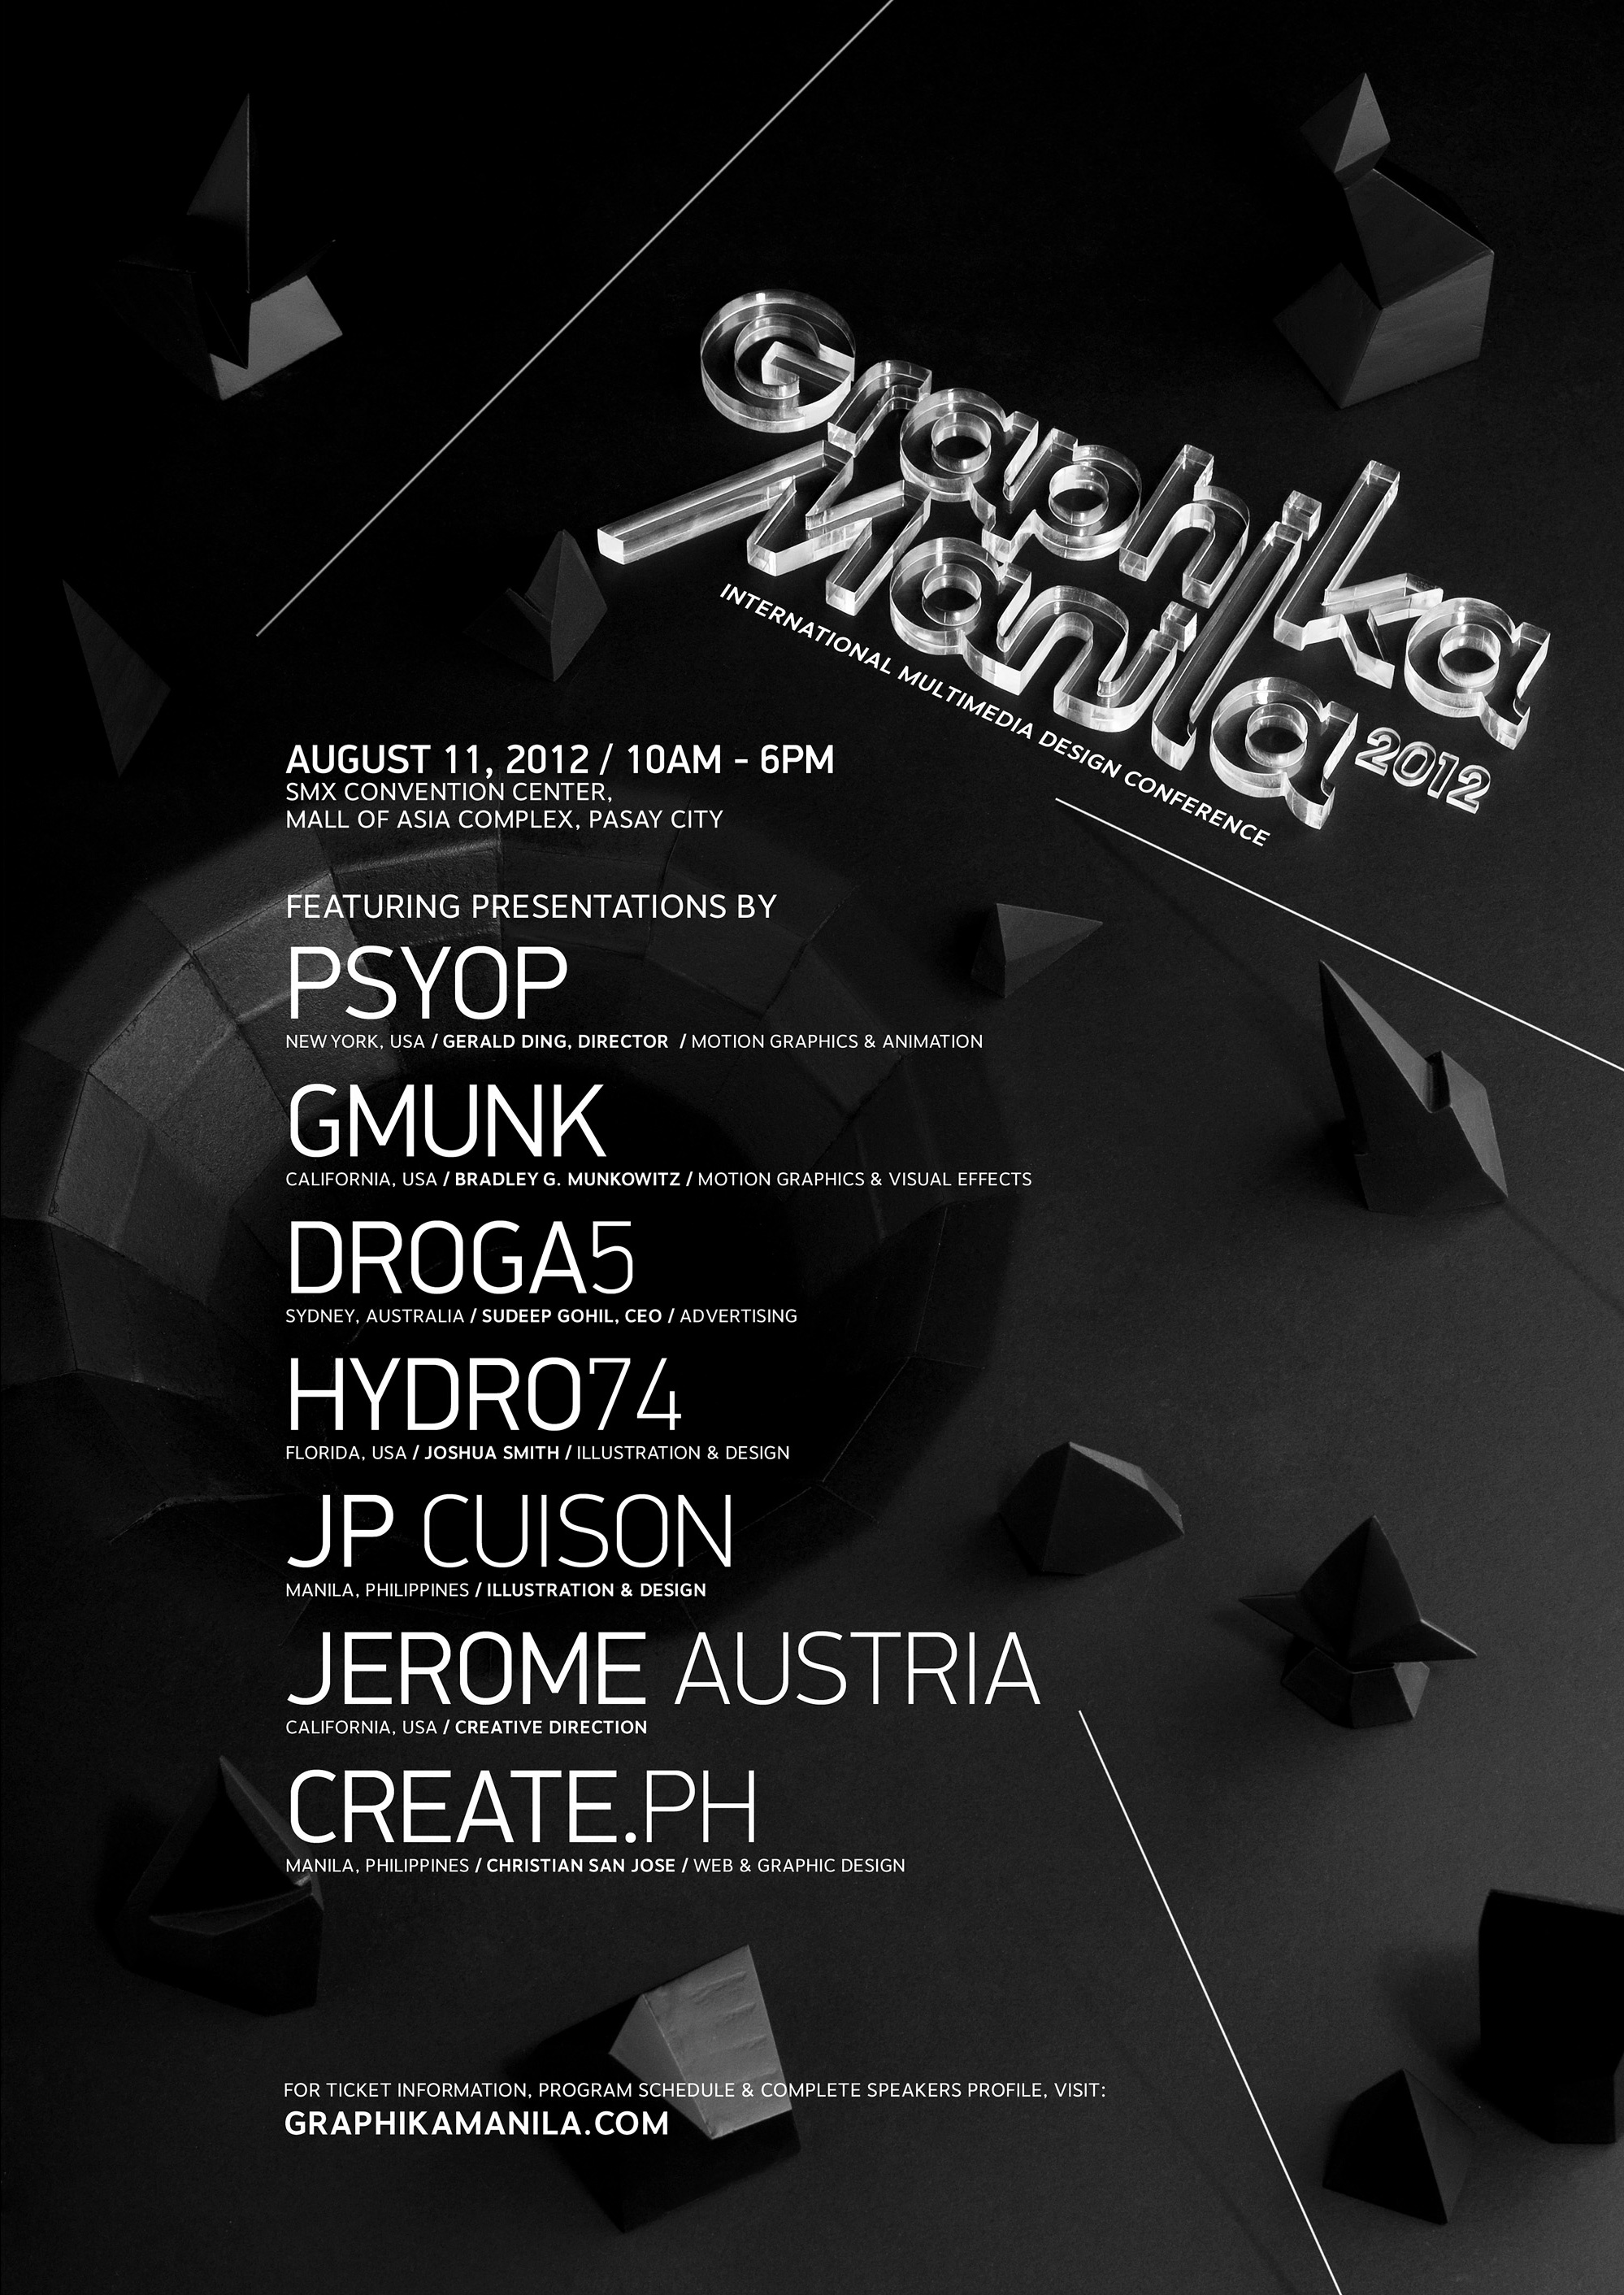 Graphika
Manila
2012
INTERNATIONAL MULTIMEDIA DESIGN CONFERENCE
AUGUST 11, 2012 / 10AM - 6PM
SMX CONVENTION CENTER,
MALL OF ASIA COMPLEX, PASAY CITY
FEATURING PRESENTATIONS BY
PSYOP
NEW YORK, USA / GERALD DING, DIRECTOR / MOTION GRAPHICS & ANIMATION
GMUNK
CALIFORNIA, USA / BRADLEY G. MUNKOWITZ / MOTION GRAPHICS & VISUAL EFFECTS
DROGA5
SYDNEY, AUSTRALIA / SUDEEP GOHIL, CEO / ADVERTISING
HYDRO74
FLORIDA, USA / JOSHUA SMITH / ILLUSTRATION & DESIGN
JP CUISON
MANILA, PHILIPPINES / ILLUSTRATION & DESIGN
JEROME AUSTRIA
CALIFORNIA, USA / CREATIVE DIRECTION
CREATE.PH
MANILA, PHILIPPINES / CHRISTIAN SAN JOSE / WEB & GRAPHIC DESIGN
FOR TICKET INFORMATION, PROGRAM SCHEDULE & COMPLETE SPEAKERS PROFILE, VISIT:
GRAPHIKAMANILA.COM